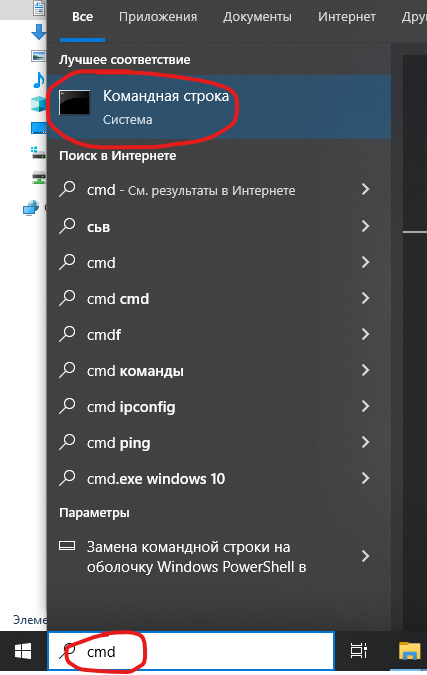 Все Приложения Документы Интернет Дру
Лучшее соответствие
Командная строка
Система
Поиск в Интернете
cmd - См. результаты в Интернете
сьв
cmd
cmd cmd
cmdf
cmd команды
cmd ipconfig
cmd ping
cmd.exe windows 10
Параметры
Замена командной строки на
оболочку Windows PowerShell в
Элеме
cmd